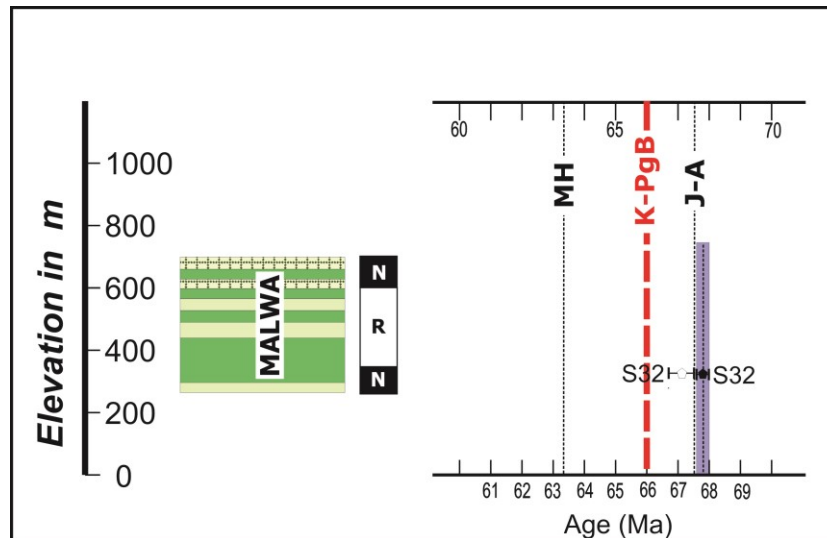 Elevation in m
1000
800
600
400
200
0
MALWA
N
R
N
60 65 70
MH
K-PgB
J-A
S32 S32
61 62 63 64 65 66 67 68 69
Age (Ma)